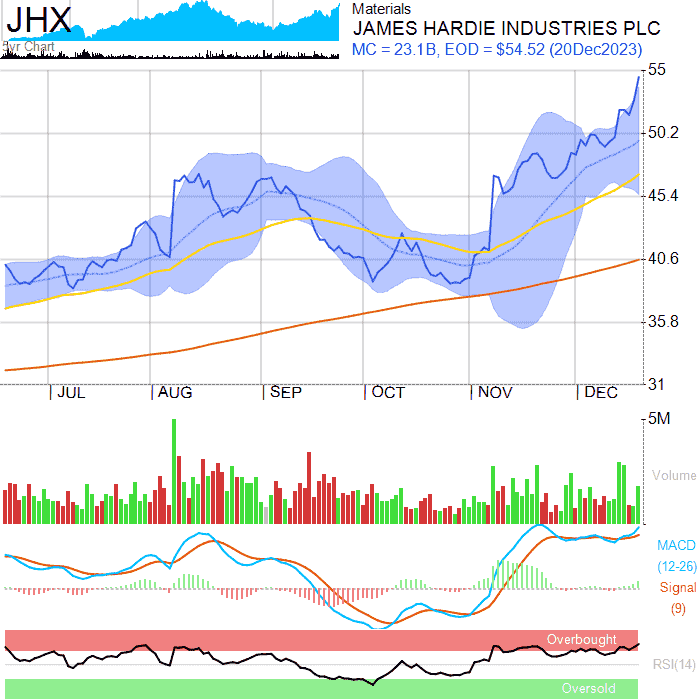 JHX
5yr Chart
Materials
JAMES HARDIE INDUSTRIES PLC
MC = 23.1B, EOD = $54.52 (20Dec2023)
55
50.2
45.4
40.6
35.8
31
JUL
AUG
SEP
OCT
NOV
DEC
5M
Volume
MACD
(12-26)
Signal
(9)
Overbought
RSI(14)
Oversold